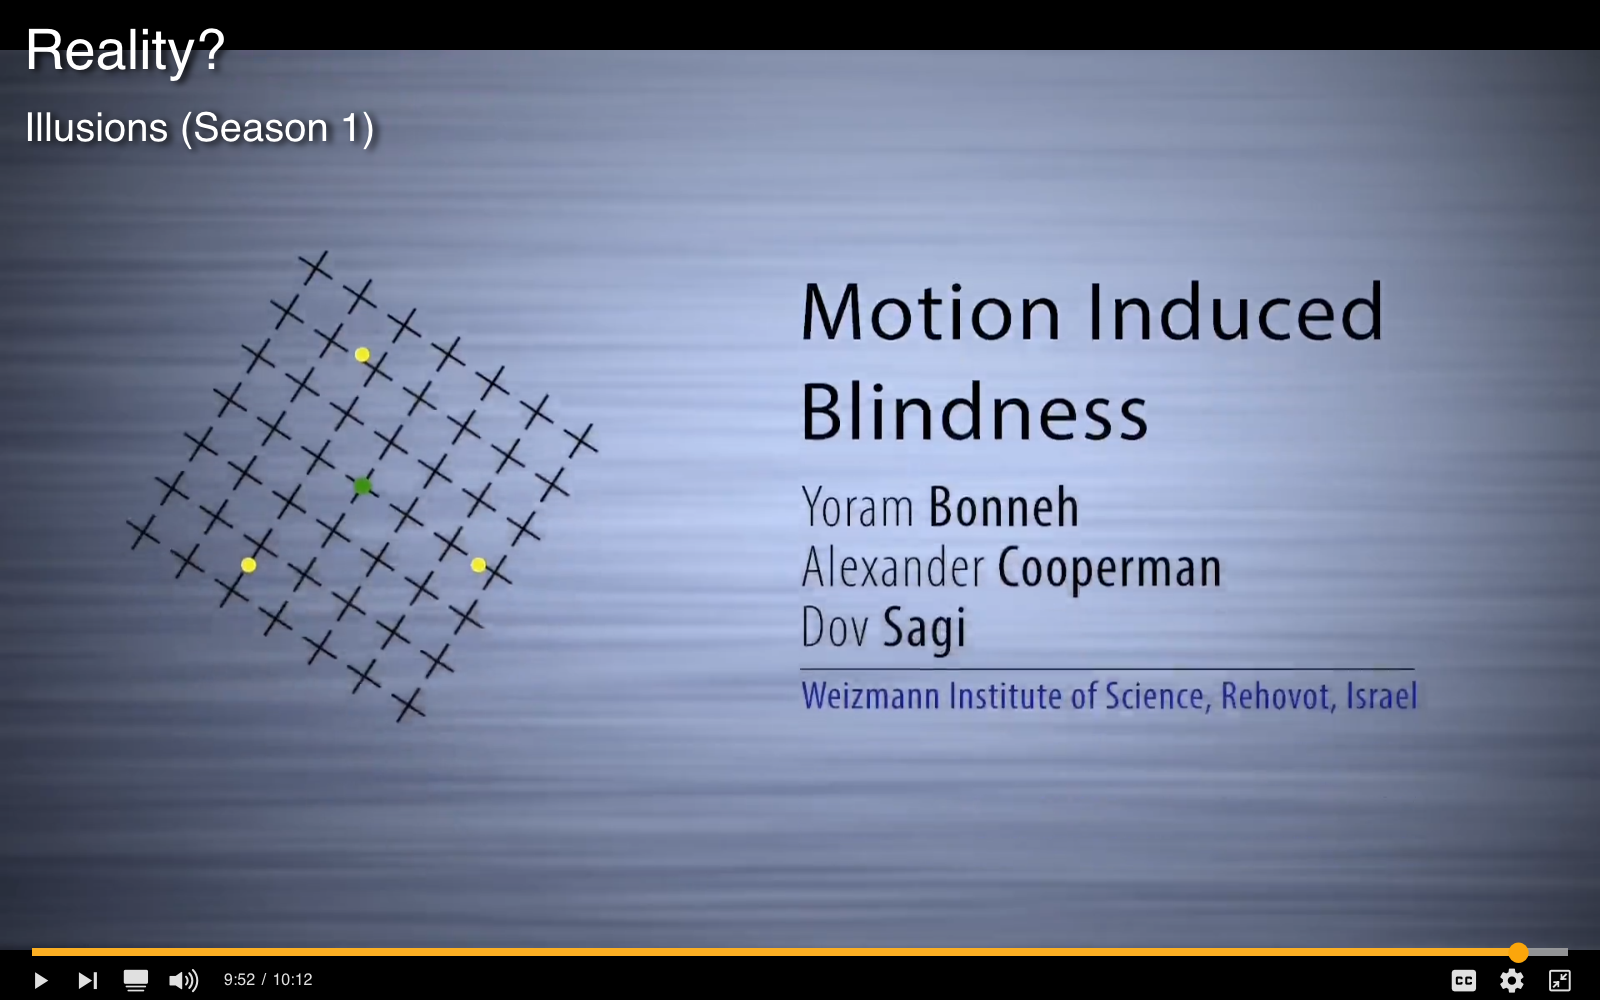 Reality?
Illusions (Season 1)
Motion Induced
Blindness
Yoram Bonneh
Alexander Cooperman
Dov Sagi
Weizmann Institute of Science, Rehovot, Israel
9:52 / 10:12
CC